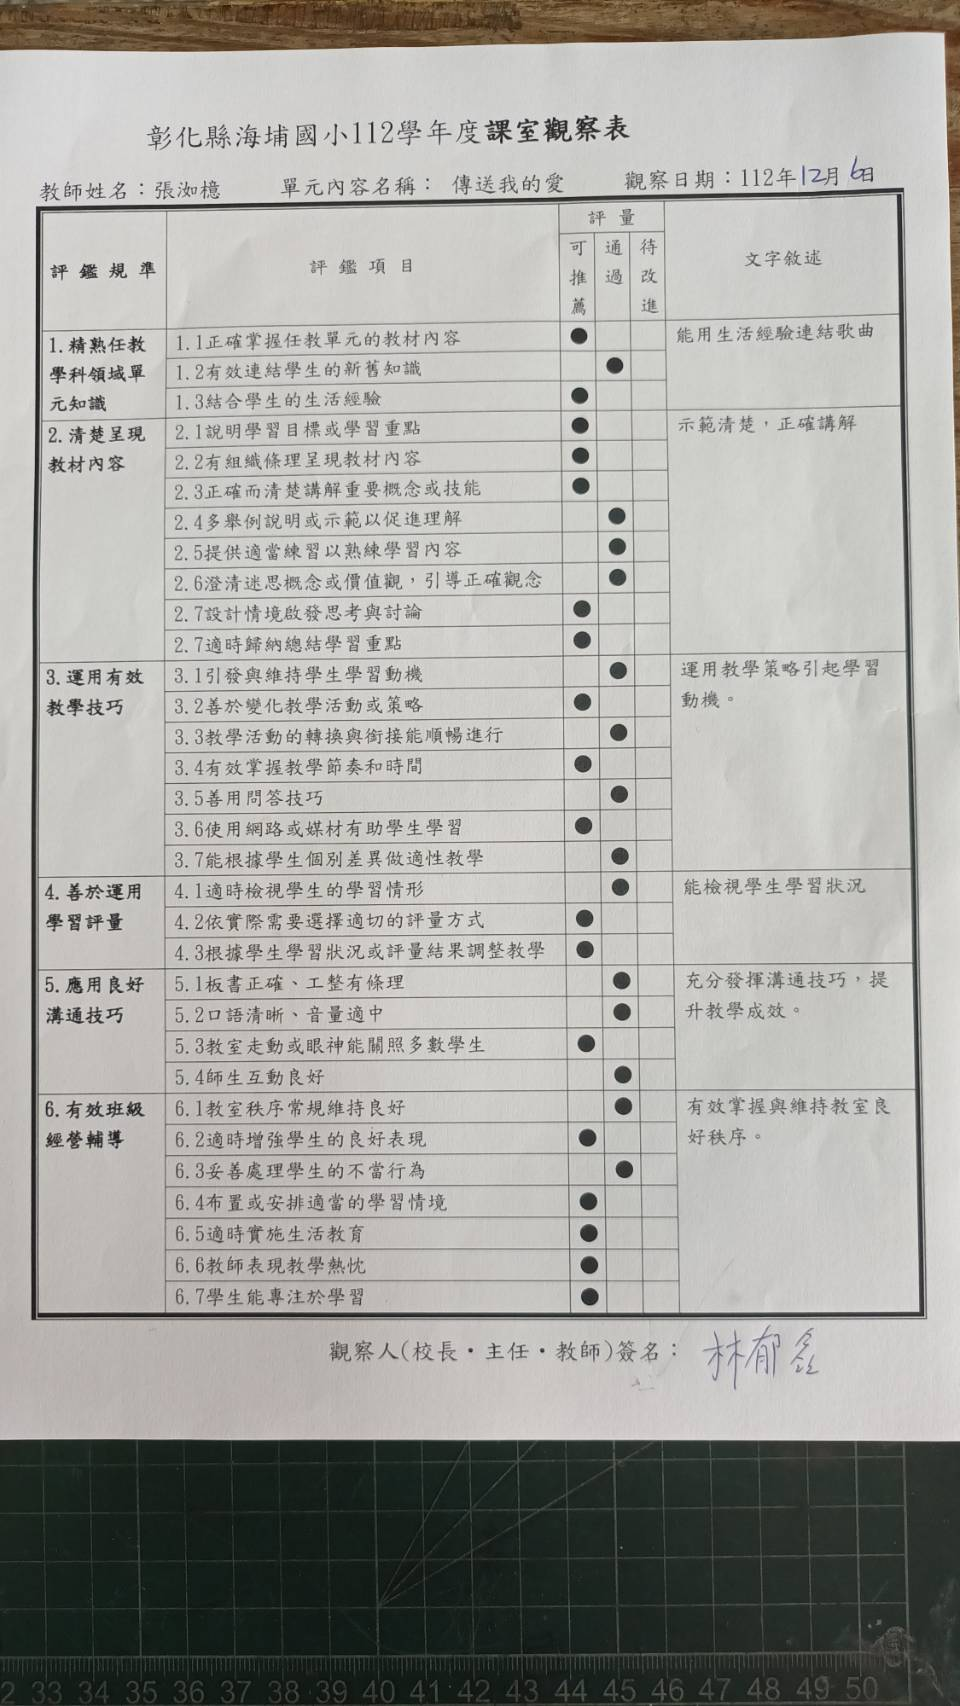 彰化縣海埔國小112學年度課室觀察表
教師姓名：張洳檍 單元內容名稱： 傳送我的愛 觀察日期：112年12月6日
評鑑規準 評鑑項目 評量 文字敘述
可推薦 通過 待改進
1.精熟任教學科領域單元知識
1.1正確掌握任教單元的教材內容 ● 能用生活經驗連結歌曲
1.2有效連結學生的新舊知識 ●
1.3結合學生的生活經驗 ●
2.清楚呈現教材內容
2.1說明學習目標或學習重點 ● 示範清楚，正確講解
2.2有組織條理呈現教材內容 ●
2.3正確而清楚講解重要概念或技能 ●
2.4多舉例說明或示範以促進理解 ●
2.5提供適當練習以熟練學習內容 ●
2.6澄清迷思概念或價值觀，引導正確觀念 ●
2.7設計情境啟發思考與討論 ●
2.7適時歸納總結學習重點 ●
3.運用有效教學技巧
3.1引發與維持學生學習動機 ● 運用教學策略引起學習
3.2善於變化教學活動或策略 ● 動機。
3.3教學活動的轉換與銜接能順暢進行 ●
3.4有效掌握教學節奏和時間 ●
3.5善用問答技巧 ●
3.6使用網路或媒材有助學生學習 ●
3.7能根據學生個別差異做適性教學 ●
4.善於運用學習評量
4.1適時檢視學生的學習情形 ● 能檢視學生學習狀況
4.2依實際需要選擇適切的評量方式 ●
4.3根據學生學習狀況或評量結果調整教學 ●
5.應用良好溝通技巧
5.1板書正確、工整有條理 ● 充分發揮溝通技巧，提
5.2口語清晰、音量適中 ● 升教學成效。
5.3教室走動或眼神能關照多數學生 ●
5.4師生互動良好 ●
6.有效班級經營輔導
6.1教室秩序常規維持良好 ● 有效掌握與維持教室良
6.2適時增強學生的良好表現 ● 好秩序。
6.3妥善處理學生的不當行為 ●
6.4布置或安排適當的學習情境 ●
6.5適時實施生活教育 ●
6.6教師表現教學熱忱 ●
6.7學生能專注於學習 ●
觀察人(校長・主任・教師)簽名： 林郁鑫
2 33 34 35 36 37 38 39 40 41 42 43 44 45 46 47 48 49 50